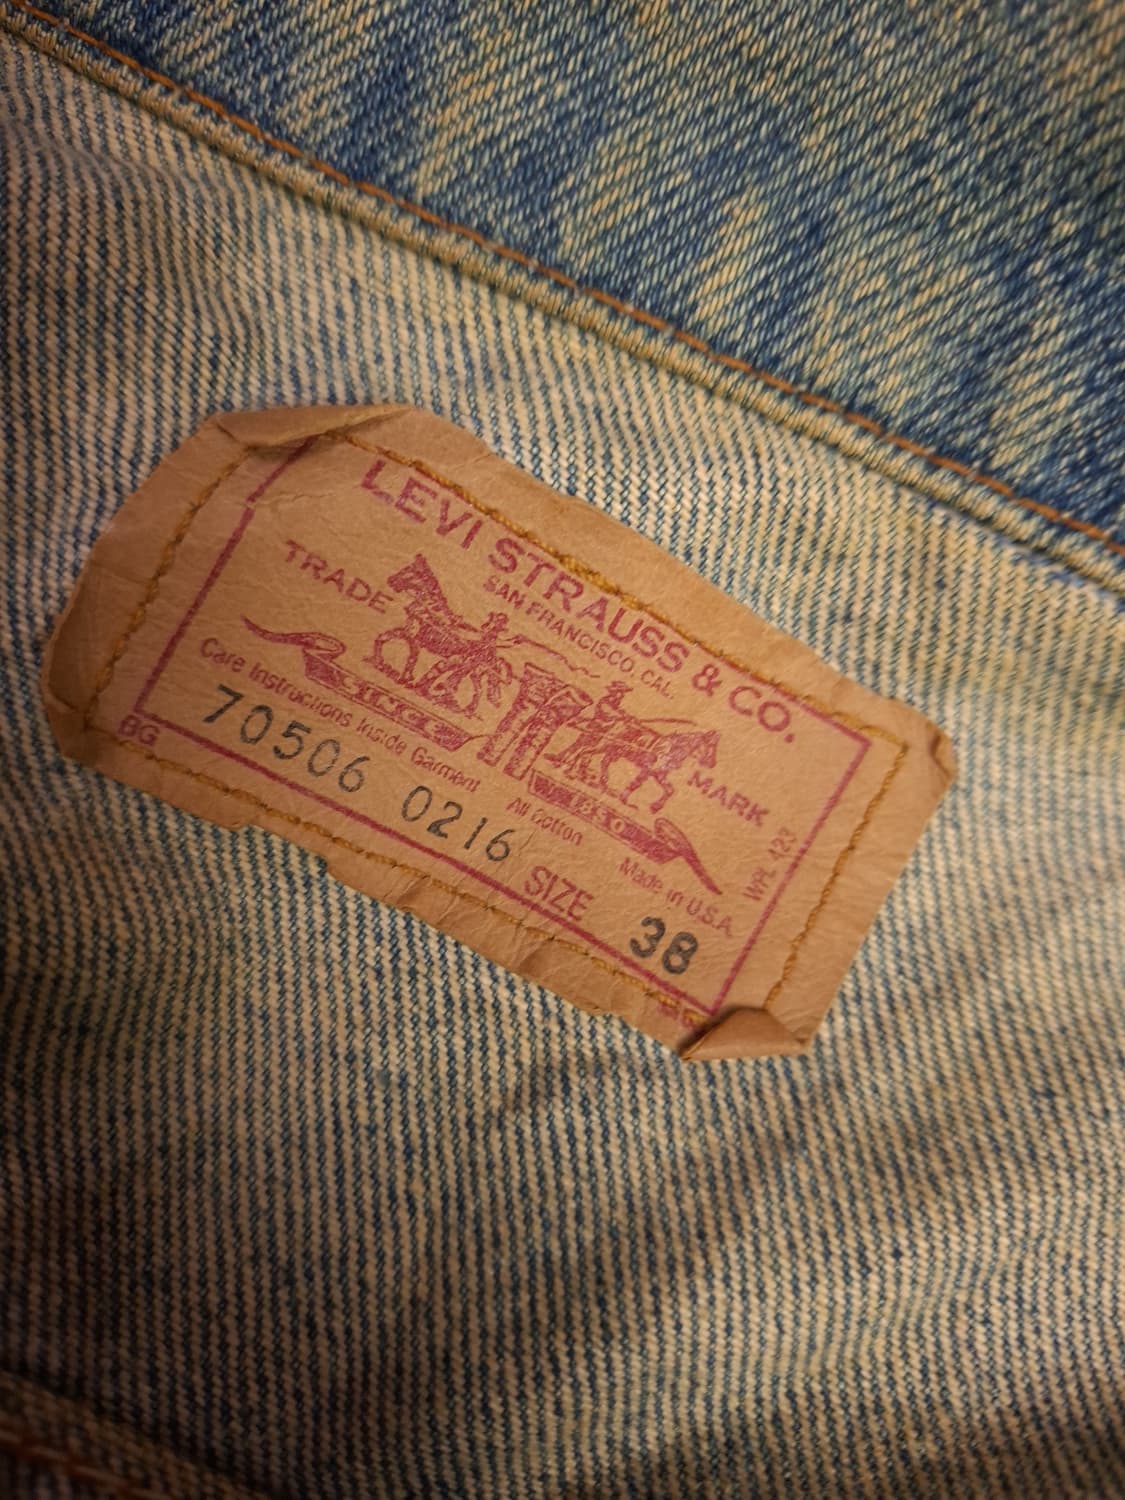 LEVI STRAUSS & CO.
SAN FRANCISCO, CAL.
TRADE MARK
Care Instructions Inside Garment
All Cotton
Made in U.S.A.
WPL 423
70506 0216
SIZE 38
BG